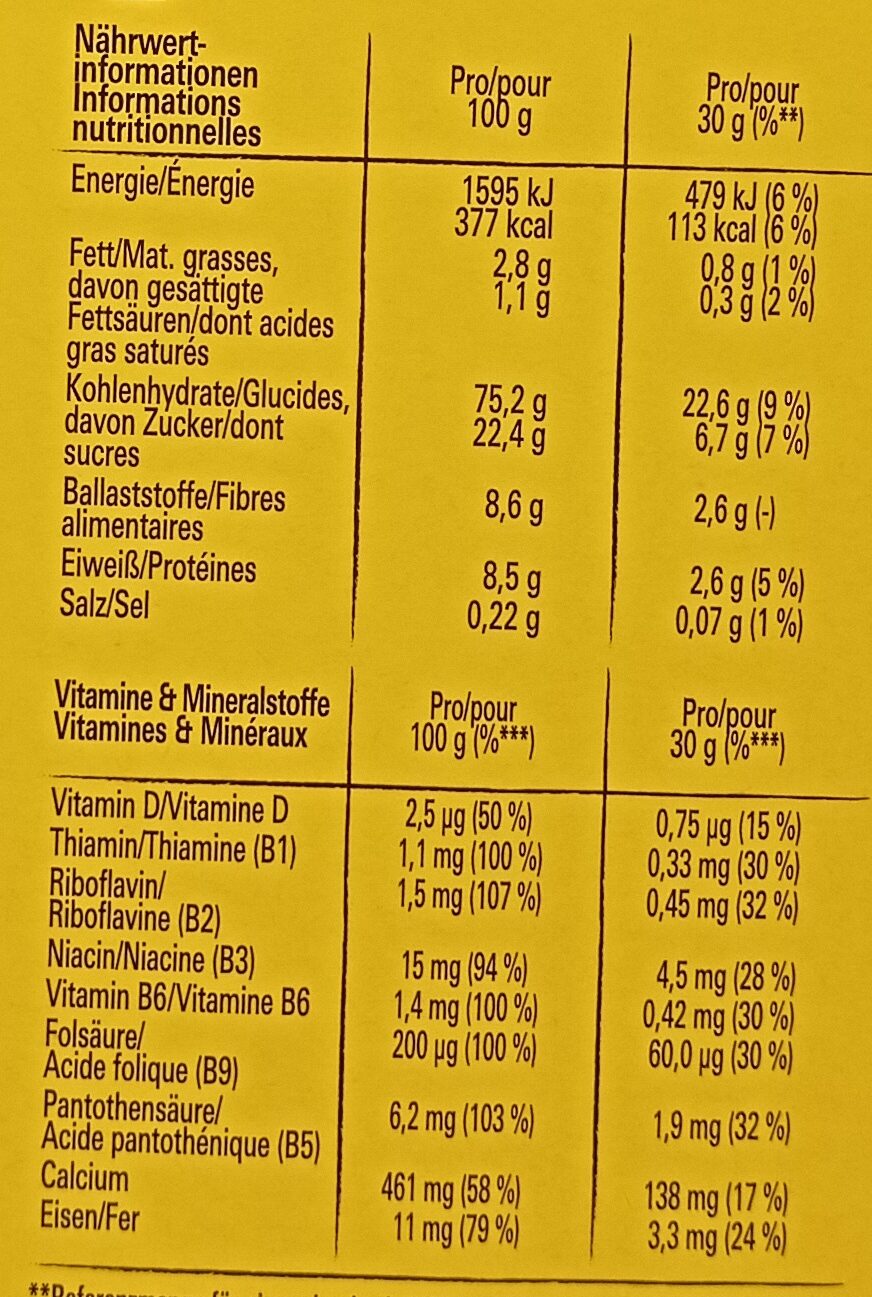 Nährwert-
informationen
Informations
nutritionnelles
Pro/pour
100 g
Pro/pour
30 g (%**)
Energie/Énergie 1595 kJ 479 kJ (6 %)
377 kcal 113 kcal (6 %)
Fett/Mat. grasses, 2,8 g 0,8 g (1 %)
davon gesättigte 1,1 g 0,3 g (2 %)
Fettsäuren/dont acides
gras saturés
Kohlenhydrate/Glucides, 75,2 g 22,6 g (9 %)
davon Zucker/dont 22,4 g 6,7 g (7 %)
sucres
Ballaststoffe/Fibres 8,6 g 2,6 g (-)
alimentaires
Eiweiß/Protéines 8,5 g 2,6 g (5 %)
Salz/Sel 0,22 g 0,07 g (1 %)
Vitamine & Mineralstoffe
Vitamines & Minéraux
Pro/pour
100 g (%***)
Pro/pour
30 g (%***)
Vitamin D/Vitamine D 2,5 µg (50 %) 0,75 µg (15 %)
Thiamin/Thiamine (B1) 1,1 mg (100 %) 0,33 mg (30 %)
Riboflavin/ 1,5 mg (107 %) 0,45 mg (32 %)
Riboflavine (B2)
Niacin/Niacine (B3) 15 mg (94 %) 4,5 mg (28 %)
Vitamin B6/Vitamine B6 1,4 mg (100 %) 0,42 mg (30 %)
Folsäure/ 200 µg (100 %) 60,0 µg (30 %)
Acide folique (B9)
Pantothensäure/ 6,2 mg (103 %) 1,9 mg (32 %)
Acide pantothénique (B5)
Calcium 461 mg (58 %) 138 mg (17 %)
Eisen/Fer 11 mg (79 %) 3,3 mg (24 %)